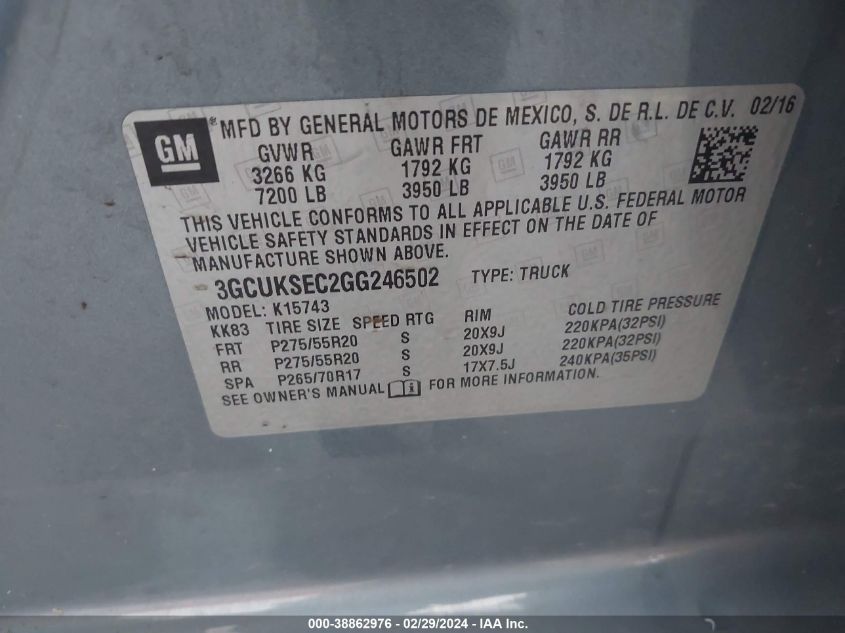 GM ® MFD BY GENERAL MOTORS DE MEXICO, S. DE R.L. DE C.V. 02/16
GVWR GAWR FRT GAWR RR
3266 KG 1792 KG 1792 KG
7200 LB 3950 LB 3950 LB
THIS VEHICLE CONFORMS TO ALL APPLICABLE U.S. FEDERAL MOTOR
VEHICLE SAFETY STANDARDS IN EFFECT ON THE DATE OF
MANUFACTURE SHOWN ABOVE.
3GCUKSEC2GG246502 TYPE: TRUCK
MODEL: K15743
KK83 TIRE SIZE SPEED RTG RIM COLD TIRE PRESSURE
FRT P275/55R20 S 20X9J 220KPA(32PSI)
RR P275/55R20 S 20X9J 220KPA(32PSI)
SPA P265/70R17 S 17X7.5J 240KPA(35PSI)
SEE OWNER'S MANUAL FOR MORE INFORMATION.
000-38862976 - 02/29/2024 - IAA Inc.